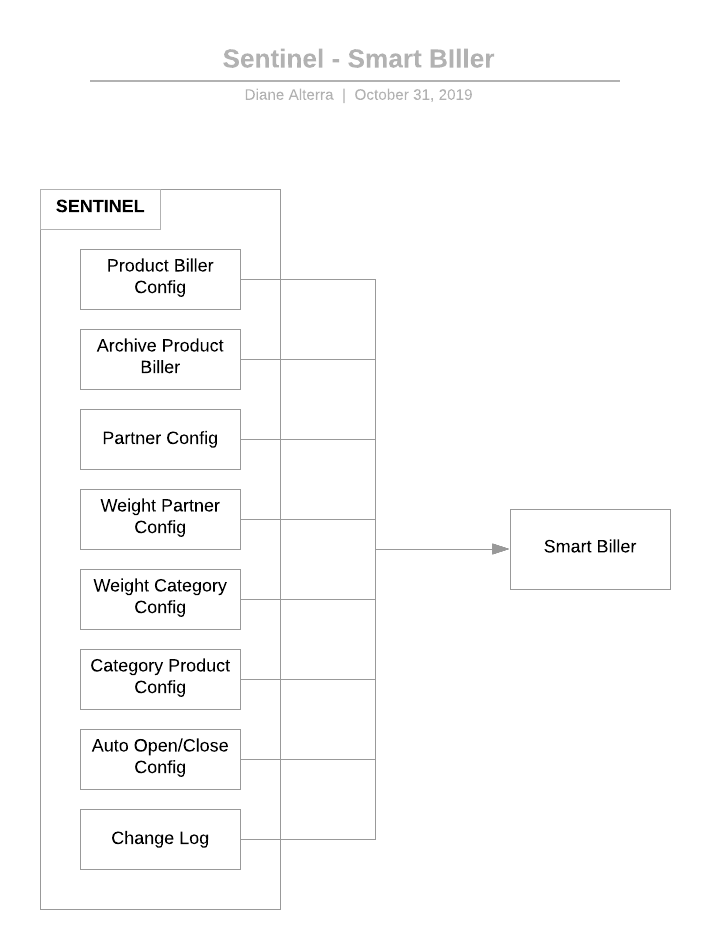 Sentinel - Smart BIller
Diane Alterra | October 31, 2019
SENTINEL
Product Biller
Config
Archive Product
Biller
Partner Config
Weight Partner
Config
Weight Category
Config
Category Product
Config
Auto Open/Close
Config
Change Log
Smart Biller